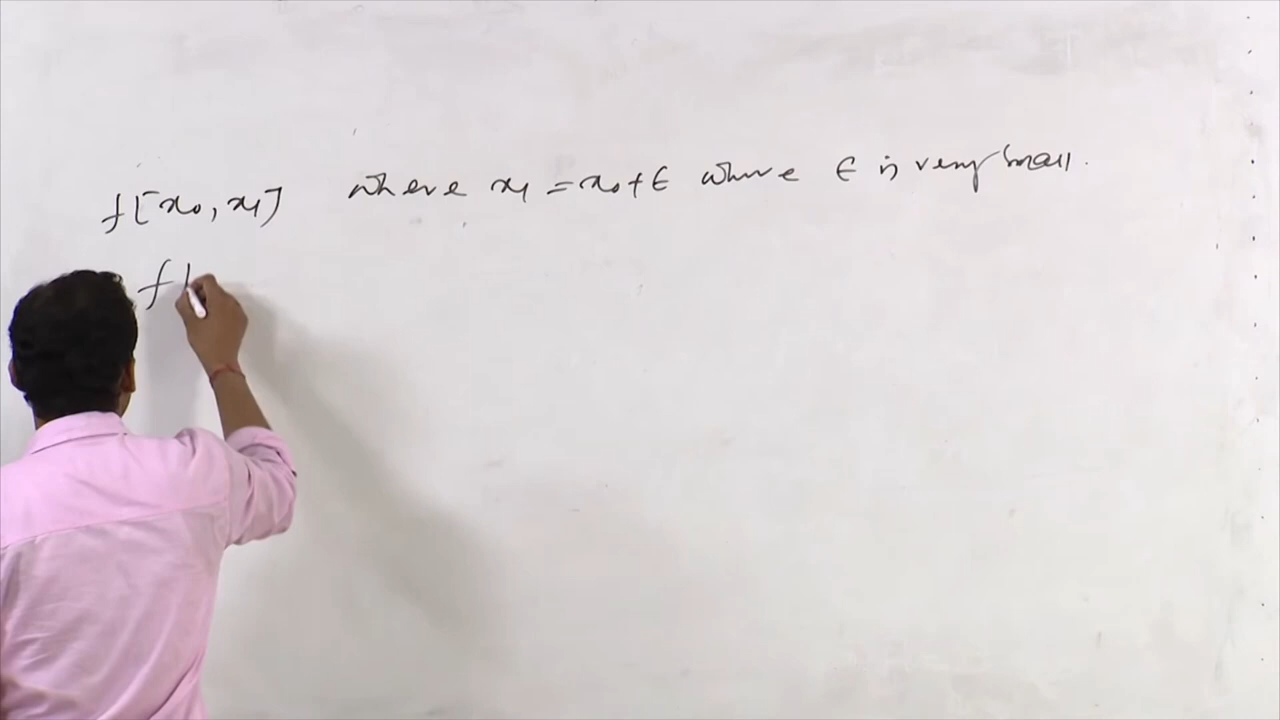 f[x₀, x₁] where x₁ = x₀ + ϵ where ϵ is very small.
f[